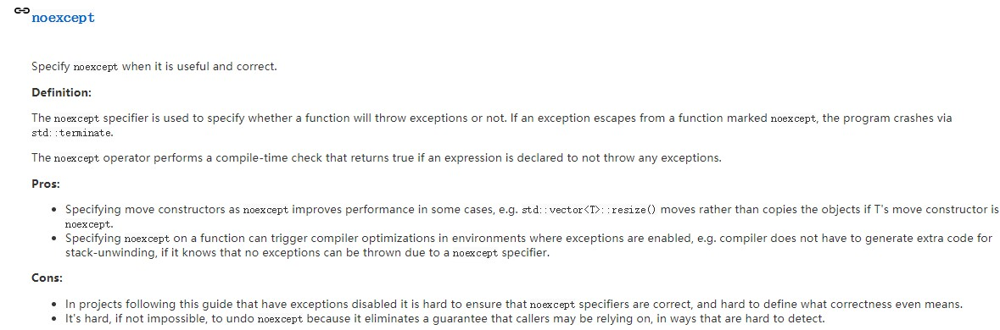 noexcept
Specify noexcept when it is useful and correct.
Definition:
The noexcept specifier is used to specify whether a function will throw exceptions or not. If an exception escapes from a function marked noexcept, the program crashes via
std::terminate.
The noexcept operator performs a compile-time check that returns true if an expression is declared to not throw any exceptions.
Pros:
• Specifying move constructors as noexcept improves performance in some cases, e.g. std::vector<T>::resize() moves rather than copies the objects if T's move constructor is
noexcept.
• Specifying noexcept on a function can trigger compiler optimizations in environments where exceptions are enabled, e.g. compiler does not have to generate extra code for
stack-unwinding, if it knows that no exceptions can be thrown due to a noexcept specifier.
Cons:
• In projects following this guide that have exceptions disabled it is hard to ensure that noexcept specifiers are correct, and hard to define what correctness even means.
• It's hard, if not impossible, to undo noexcept because it eliminates a guarantee that callers may be relying on, in ways that are hard to detect.